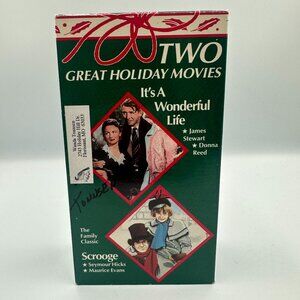 TWO
GREAT HOLIDAY MOVIES
It's A
Wonderful
Life
★ James
Stewart
★ Donna
Reed
The
Family
Classic
Scrooge
★ Seymour Hicks
★ Maurice Evans